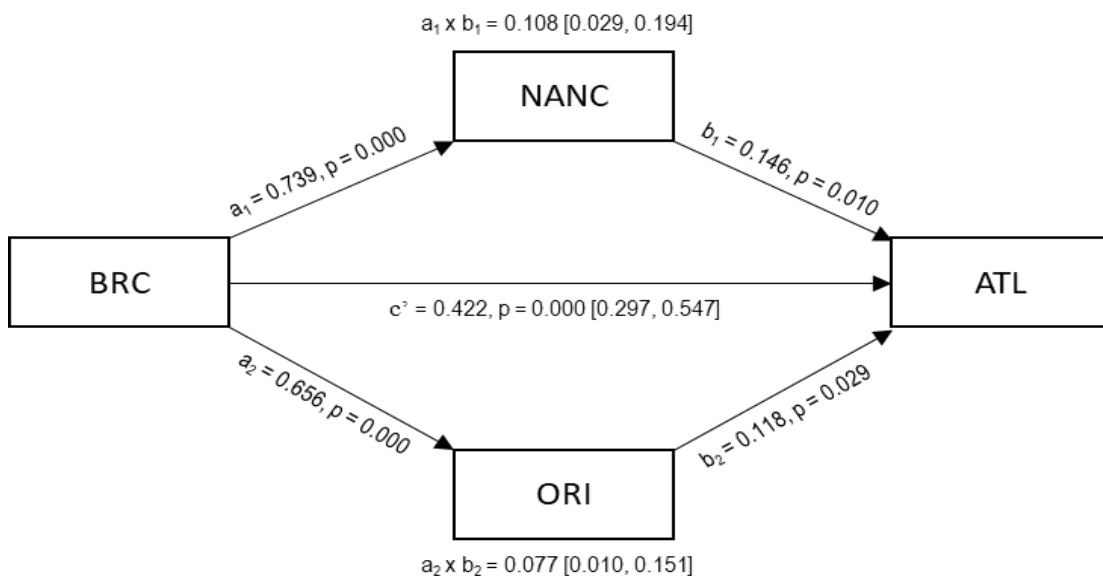 a₁ x b₁ = 0.108 [0.029, 0.194]
NANC
a₁ = 0.739, p = 0.000
b₁ = 0.146, p = 0.010
BRC
ATL
c’ = 0.422, p = 0.000 [0.297, 0.547]
a₂ = 0.656, p = 0.000
b₂ = 0.118, p = 0.029
ORI
a₂ x b₂ = 0.077 [0.010, 0.151]